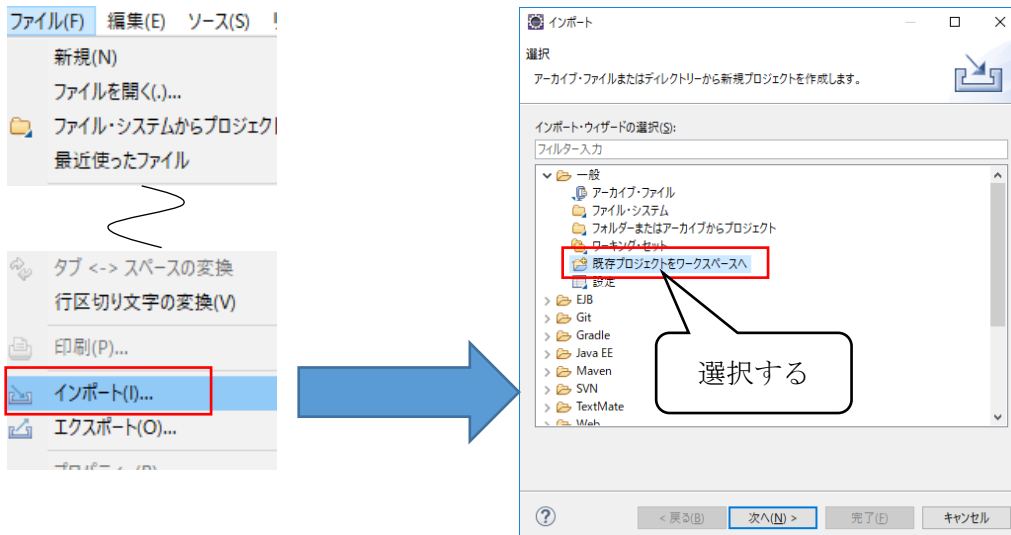 ファイル(F) 編集(E) ソース(S)
新規(N)
ファイルを開く(.)...
ファイル・システムからプロジェクト
最近使ったファイル
タブ <-> スペースの変換
行区切り文字の変換(V)
印刷(P)...
インポート(I)...
エクスポート(O)...
インポート
選択
アーカイブ・ファイルまたはディレクトリーから新規プロジェクトを作成します。
インポート・ウィザードの選択(S):
フィルター入力
一般
アーカイブ・ファイル
ファイル・システム
フォルダーまたはアーカイブからプロジェクト
ワーキング・セット
既存プロジェクトをワークスペースへ
設定
EJB
Git
Gradle
Java EE
Maven
SVN
TextMate
Web
選択する
< 戻る(B) 次へ(N) > 完了(F) キャンセル